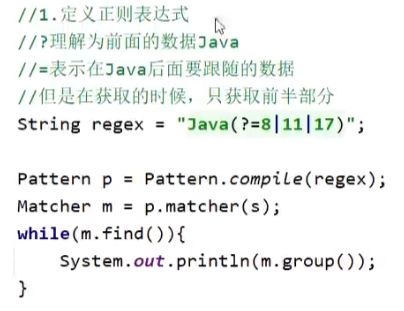 //1.定义正则表达式
//?理解为前面的数据Java
//=表示在Java后面要跟随的数据
//但是在获取的时候，只获取前半部分
String regex = "Java(?=8|11|17)";
Pattern p = Pattern.compile(regex);
Matcher m = p.matcher(s);
while(m.find()){
System.out.println(m.group());
}